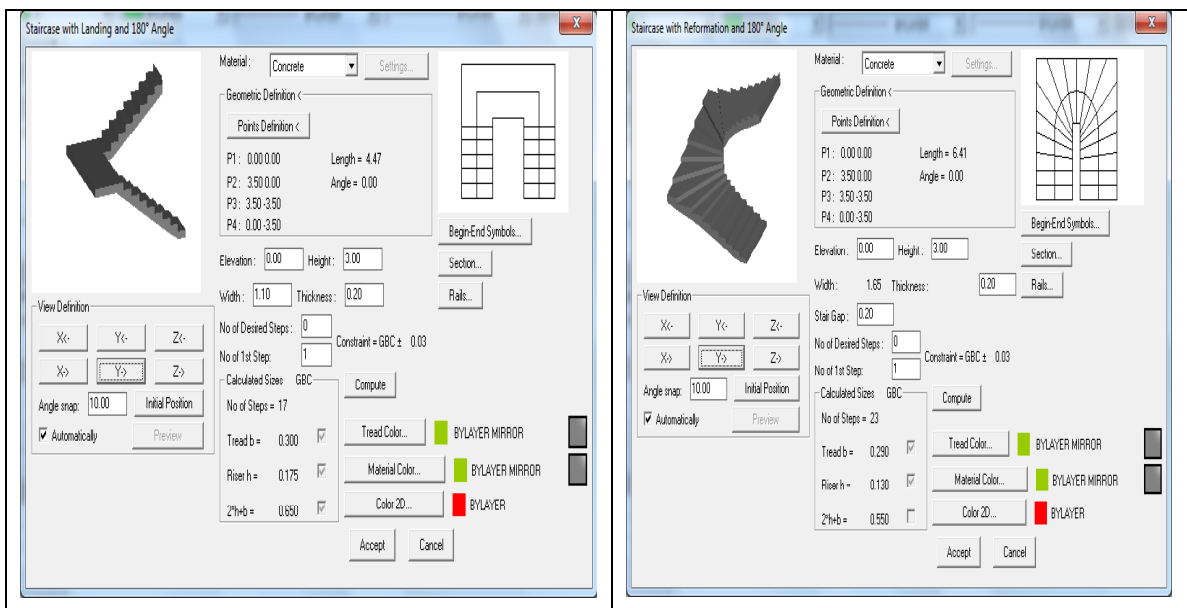 Staircase with Landing and 180° Angle
X
Material :
Concrete
Settings...
Geometric Definition <
Points Definition <
P1 : 0.00 0.00 Length = 4.47
P2 : 3.50 0.00 Angle = 0.00
P3 : 3.50 -3.50
P4 : 0.00 -3.50
Begin-End Symbols...
Elevation : 0.00 Height : 3.00
Section...
Width : 1.10 Thickness : 0.20
Rails...
View Definition
X<- Y<- Z<-
X-> Y-> Z->
Angle snap: 10.00 Initial Position
Automatically Preview
No of Desired Steps : 0
Constraint = GBC ± 0.03
No of 1st Step: 1
Calculated Sizes GBC
Compute
No of Steps = 17
Tread b = 0.300
Tread Color... BYLAYER MIRROR
Riser h = 0.175
Material Color... BYLAYER MIRROR
2*h+b = 0.650
Color 2D... BYLAYER
Accept Cancel
Staircase with Reformation and 180° Angle
X
Material : Concrete Settings...
Geometric Definition <
Points Definition <
P1 : 0.00 0.00 Length = 6.41
P2 : 3.50 0.00 Angle = 0.00
P3 : 3.50 -3.50
P4 : 0.00 -3.50
Begin-End Symbols...
Elevation : 0.00 Height : 3.00
Section...
Width : 1.65 Thickness : 0.20
Rails...
Stair Gap : 0.20
View Definition
X<- Y<- Z<-
X-> Y-> Z->
Angle snap: 10.00 Initial Position
Automatically Preview
No of Desired Steps : 0
Constraint = GBC ± 0.03
No of 1st Step: 1
Calculated Sizes GBC
Compute
No of Steps = 23
Tread b = 0.290
Tread Color... BYLAYER MIRROR
Riser h = 0.130
Material Color... BYLAYER MIRROR
2*h+b = 0.550
Color 2D... BYLAYER
Accept Cancel